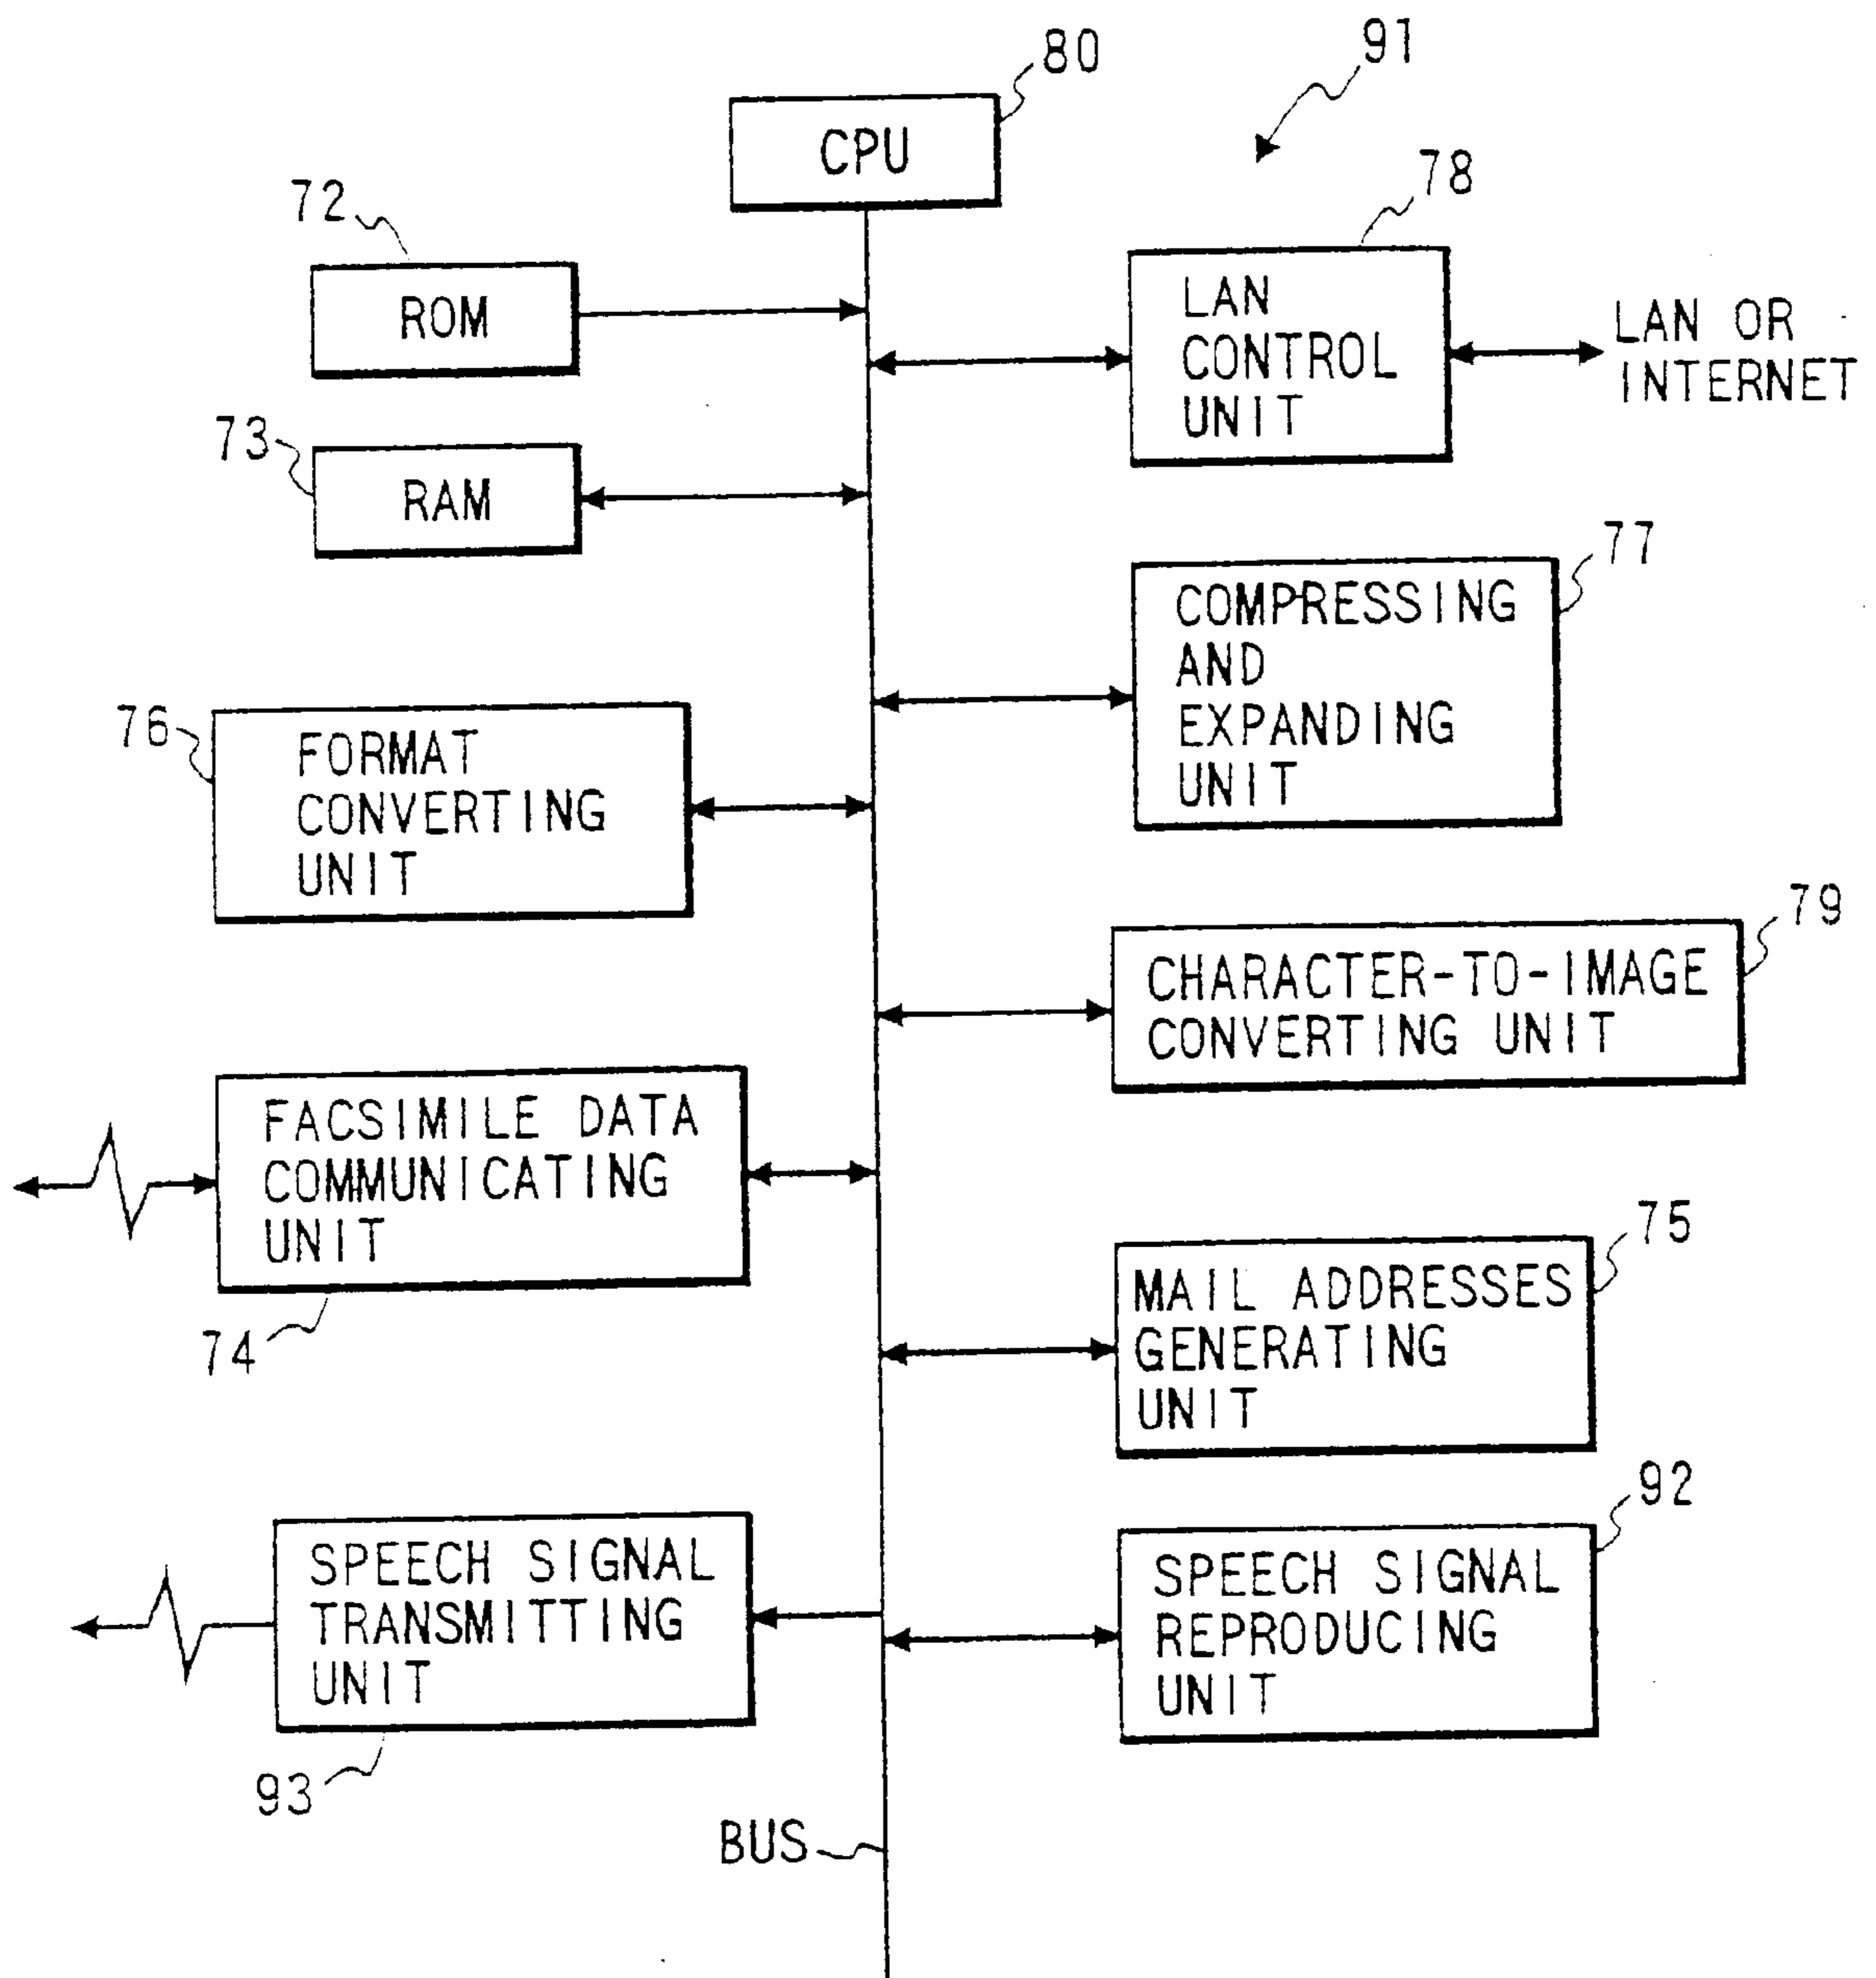 80
91
CPU
78
72
LAN
CONTROL
UNIT
ROM
LAN OR
INTERNET
73
RAM
77
COMPRESSING
AND
EXPANDING
UNIT
76
FORMAT
CONVERTING
UNIT
79
CHARACTER-TO-IMAGE
CONVERTING UNIT
FACSIMILE DATA
COMMUNICATING
UNIT
74
75
MAIL ADDRESSES
GENERATING
UNIT
92
SPEECH SIGNAL
TRANSMITTING
UNIT
SPEECH SIGNAL
REPRODUCING
UNIT
93
BUS